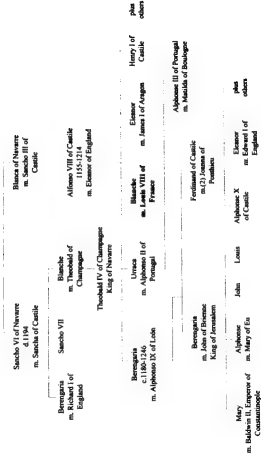 Sancho VI of Navarre
d.1194
m. Sancha of Castile
Blanca of Navarre
m. Sancho III of
Castile
Berengaria
m. Richard I of
England
Sancho VII
Blanche
m. Theobald of
Champagne
Alfonso VIII of Castile
1155-1214
m. Eleanor of England
Theobald IV of Champagne
King of Navarre
Berengaria
c.1180-1246
m. Alphonso IX of León
Urraca
m. Alphonso II of
Portugal
Blanche
m. Louis VIII of
France
Eleanor
m. James I of Aragon
Henry I of
Castile
plus
others
Alphonse III of Portugal
m. Matilda of Boulogne
Berengaria
m. John of Brienne
King of Jerusalem
Ferdinand of Castile
m.(2) Joanna of
Ponthieu
Mary
m. Baldwin II, Emperor of
Constantinople
Alphonse
m. Mary of Eu
John
Louis
Alphonse X
of Castile
Eleanor
m. Edward I of
England
plus
others